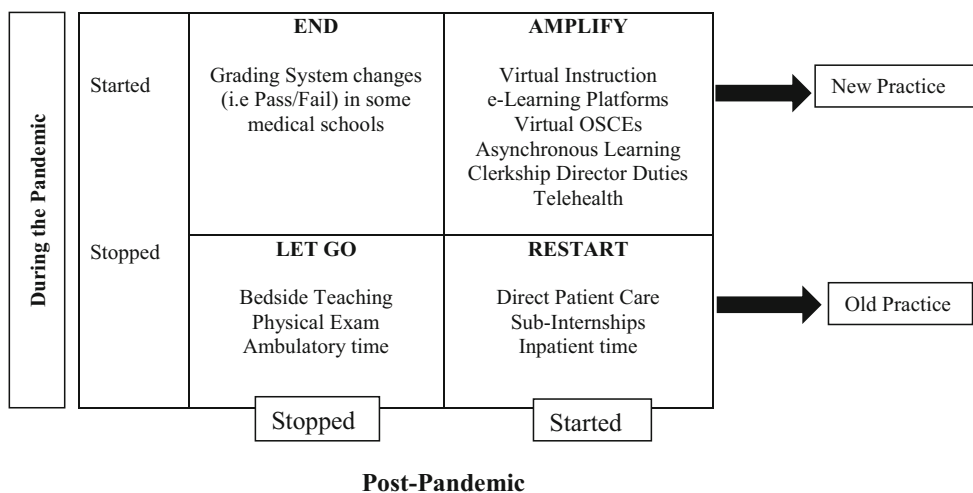 During the Pandemic
Started
END
Grading System changes
(i.e Pass/Fail) in some
medical schools
AMPLIFY
Virtual Instruction
e-Learning Platforms
Virtual OSCEs
Asynchronous Learning
Clerkship Director Duties
Telehealth
New Practice
Stopped
LET GO
Bedside Teaching
Physical Exam
Ambulatory time
RESTART
Direct Patient Care
Sub-Internships
Inpatient time
Old Practice
Stopped
Started
Post-Pandemic